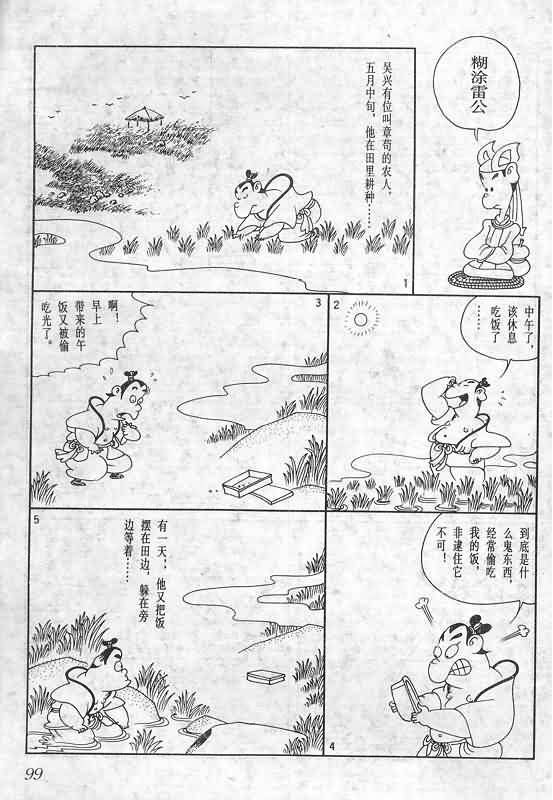 糊涂雷公
吴兴有位叫章苟的农人，
五月中旬，他在田里耕种……
1
2
中午了，
该休息
吃饭了
……
3
啊！
早上
带来的午
饭又被偷
吃光了。
到底是什
么鬼东西，
经常偷吃
我的饭，
非逮住它
不可！
4
5
有一天，
他又把饭
摆在田边，躲在旁
边等着……
99